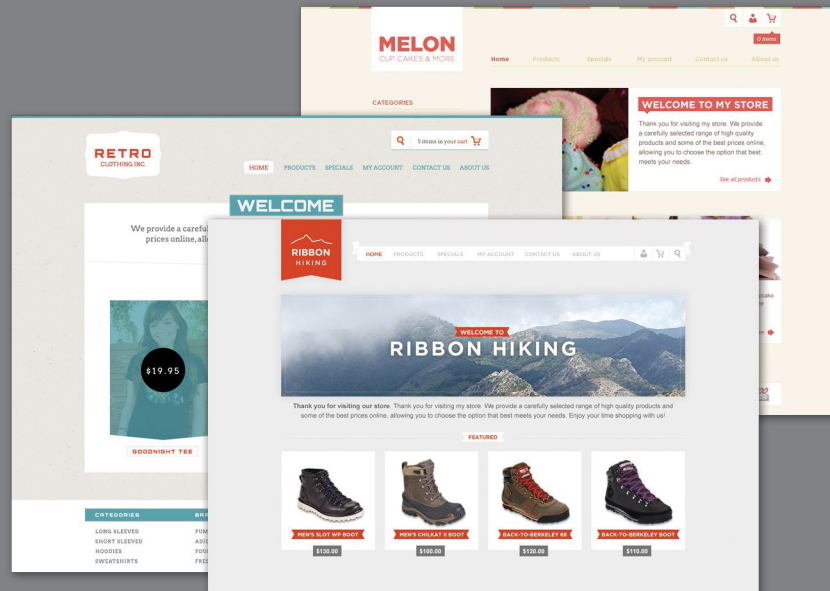 MELON
CUP CAKES & MORE
0 items
Home Products Specials My account Contact us About us
CATEGORIES
WELCOME TO MY STORE
Thank you for visiting my store. We provide
a carefully selected range of high quality
products and some of the best prices online,
allowing you to choose the option that best
meets your needs.
See all products
RETRO
CLOTHING INC.
5 items in your cart
HOME PRODUCTS SPECIALS MY ACCOUNT CONTACT US ABOUT US
WELCOME
We provide a careful
prices online, all
$19.95
GOODNIGHT TEE
CATEGORIES
LONG SLEEVED
SHORT SLEEVED
HOODIES
SWEATSHIRTS
RIBBON
HIKING
HOME PRODUCTS SPECIALS MY ACCOUNT CONTACT US ABOUT US
WELCOME TO
RIBBON HIKING
Thank you for visiting our store. Thank you for visiting my store. We provide a carefully selected range of high quality products and
some of the best prices online, allowing you to choose the option that best meets your needs. Enjoy your time shopping with us!
FEATURED
MEN'S SLOT WP BOOT
$130.00
MEN'S CHILKAT II BOOT
$100.00
BACK-TO-BERKELEY 68
$120.00
BACK-TO-BERKELEY BOOT
$110.00